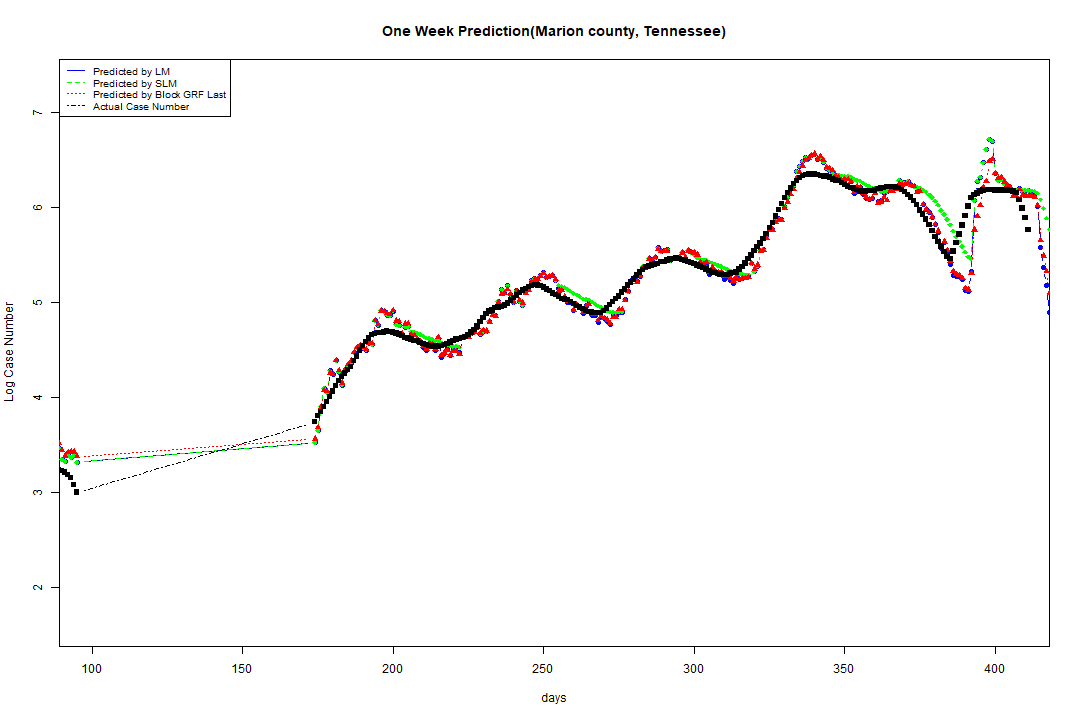 One Week Prediction(Marion county, Tennessee)
Predicted by LM
Predicted by SLM
Predicted by Block GRF Last
Actual Case Number
Log Case Number
7
6
5
4
3
2
100 150 200 250 300 350 400
days